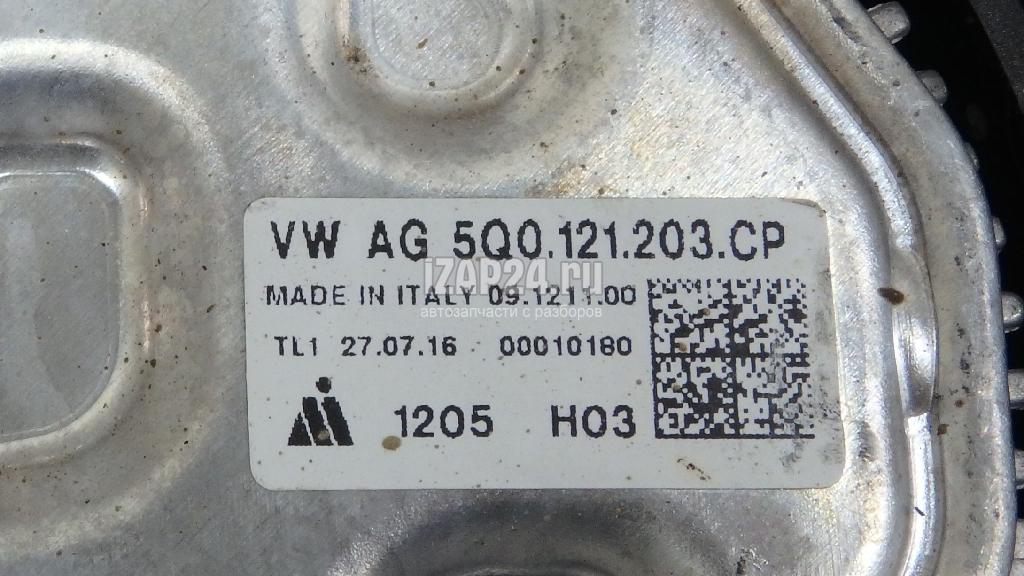 VW AG 5Q0.121.203.CP
iZAP24.ru
MADE IN ITALY 09.1211.00
автозапчасти с разборов
TL1 27.07.16 00010180
1205 H03